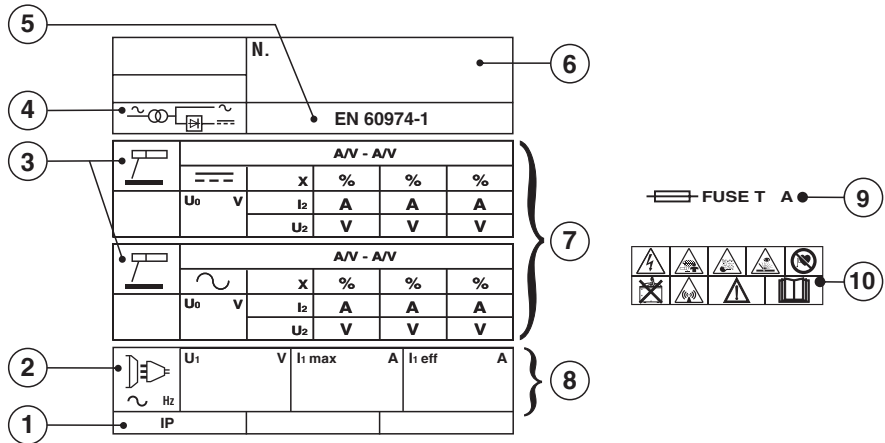 5
N.
6
4
EN 60974-1
3
A/V - A/V
X % % %
U0 V I2 A A A
U2 V V V
7
9
FUSE T A
A/V - A/V
X % % %
U0 V I2 A A A
U2 V V V
10
2
U1 V I1 max A I1 eff A
Hz
8
1
IP